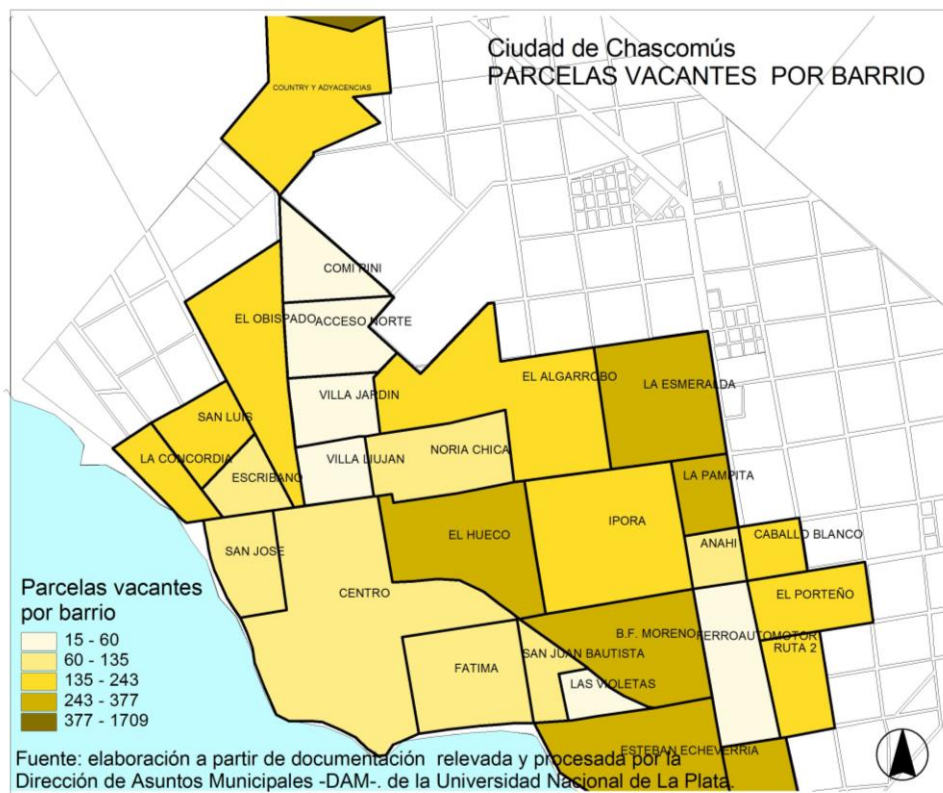 Ciudad de Chascomús
PARCELAS VACANTES POR BARRIO
COUNTRY Y ADYACENCIAS
COMI PINI
EL OBISPADO
ACCESO NORTE
EL ALGARROBO
LA ESMERALDA
VILLA JARDIN
SAN LUIS
NORIA CHICA
LA CONCORDIA
VILLA LIUJAN
ESCRIBANO
LA PAMPITA
IPORA
EL HUECO
CABALLO BLANCO
ANAHI
SAN JOSE
CENTRO
EL PORTEÑO
B.F. MORENO
FERROAUTOMOTOR
RUTA 2
SAN JUAN BAUTISTA
FATIMA
LAS VIOLETAS
ESTEBAN ECHEVERRIA
Parcelas vacantes
por barrio
15 - 60
60 - 135
135 - 243
243 - 377
377 - 1709
Fuente: elaboración a partir de documentación relevada y procesada por la
Dirección de Asuntos Municipales -DAM-. de la Universidad Nacional de La Plata.